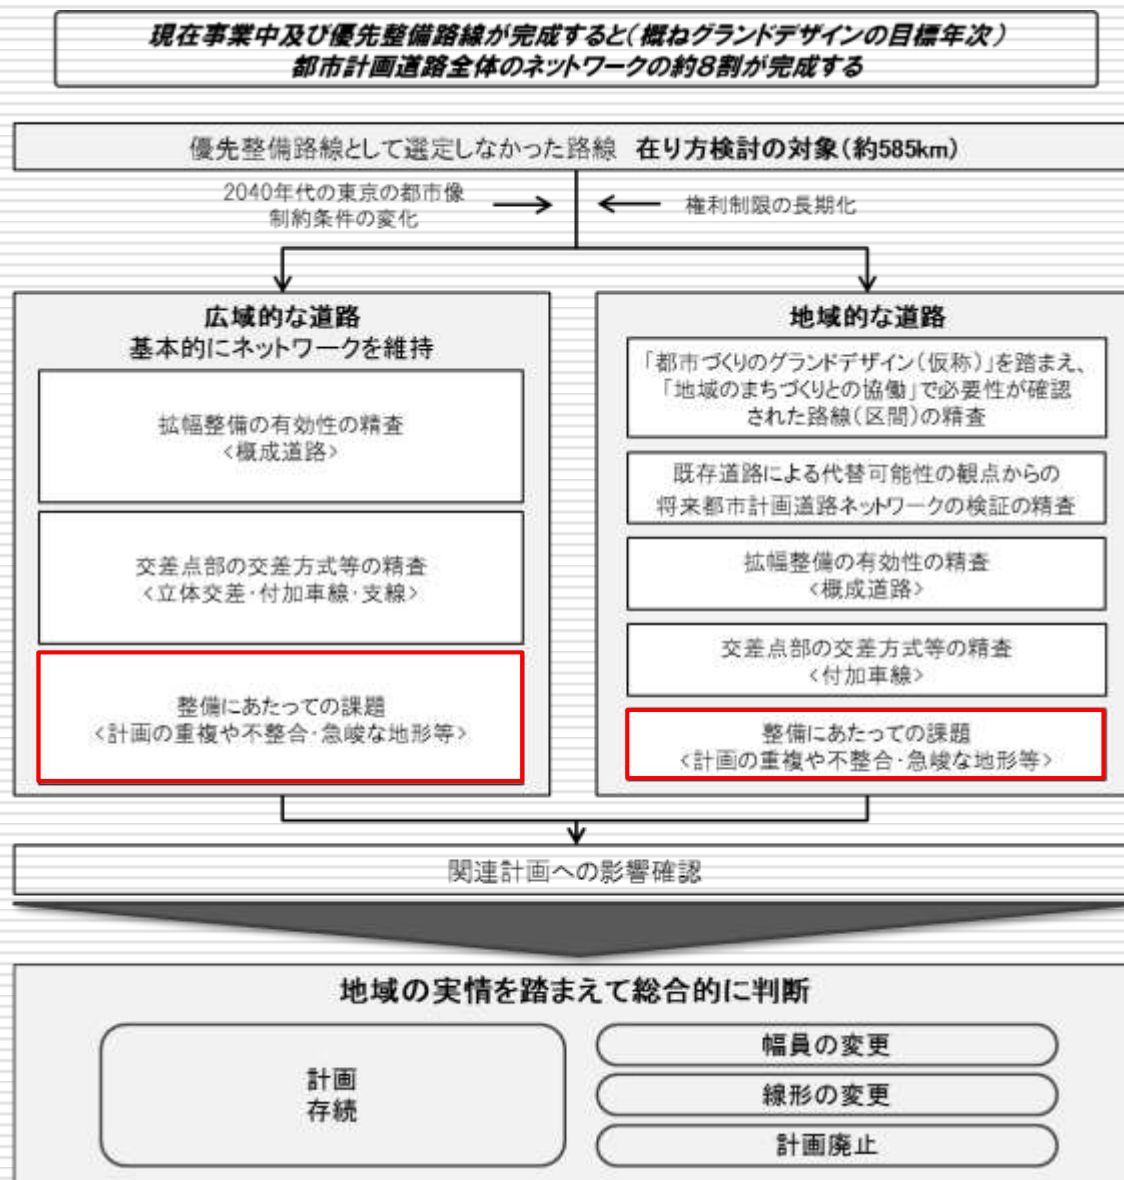 現在事業中及び優先整備路線が完成すると(概ねグランドデザインの目標年次)
都市計画道路全体のネットワークの約8割が完成する
優先整備路線として選定しなかった路線 在り方検討の対象(約585km)
2040年代の東京の都市像
制約条件の変化
権利制限の長期化
広域的な道路
基本的にネットワークを維持
拡幅整備の有効性の精査
<概成道路>
交差点部の交差方式等の精査
<立体交差・付加車線・支線>
整備にあたっての課題
<計画の重複や不整合・急峻な地形等>
地域的な道路
「都市づくりのグランドデザイン(仮称)」を踏まえ、
「地域のまちづくりとの協働」で必要性が確認
された路線(区間)の精査
既存道路による代替可能性の観点からの
将来都市計画道路ネットワークの検証の精査
拡幅整備の有効性の精査
<概成道路>
交差点部の交差方式等の精査
<付加車線>
整備にあたっての課題
<計画の重複や不整合・急峻な地形等>
関連計画への影響確認
地域の実情を踏まえて総合的に判断
計画
存続
幅員の変更
線形の変更
計画廃止